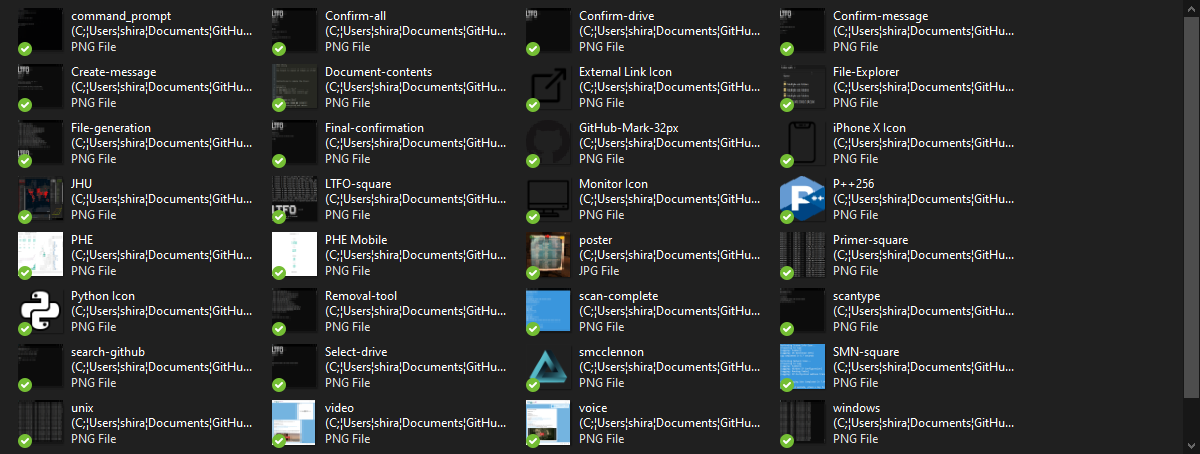 command_prompt
(C;¦Users¦shira¦Documents¦GitHu...
PNG File
Confirm-all
(C;¦Users¦shira¦Documents¦GitHu...
PNG File
Confirm-drive
(C;¦Users¦shira¦Documents¦GitHu...
PNG File
Confirm-message
(C;¦Users¦shira¦Documents¦GitHu...
PNG File
Create-message
(C;¦Users¦shira¦Documents¦GitHu...
PNG File
Document-contents
(C;¦Users¦shira¦Documents¦GitHu...
PNG File
External Link Icon
(C;¦Users¦shira¦Documents¦GitHu...
PNG File
File-Explorer
(C;¦Users¦shira¦Documents¦GitHu...
PNG File
File-generation
(C;¦Users¦shira¦Documents¦GitHu...
PNG File
Final-confirmation
(C;¦Users¦shira¦Documents¦GitHu...
PNG File
GitHub-Mark-32px
(C;¦Users¦shira¦Documents¦GitHu...
PNG File
iPhone X Icon
(C;¦Users¦shira¦Documents¦GitHu...
PNG File
JHU
(C;¦Users¦shira¦Documents¦GitHu...
PNG File
LTFO-square
(C;¦Users¦shira¦Documents¦GitHu...
PNG File
Monitor Icon
(C;¦Users¦shira¦Documents¦GitHu...
PNG File
P++
P++256
(C;¦Users¦shira¦Documents¦GitHu...
PNG File
PHE
(C;¦Users¦shira¦Documents¦GitHu...
PNG File
PHE Mobile
(C;¦Users¦shira¦Documents¦GitHu...
PNG File
poster
(C;¦Users¦shira¦Documents¦GitHu...
JPG File
Primer-square
(C;¦Users¦shira¦Documents¦GitHu...
PNG File
Python Icon
(C;¦Users¦shira¦Documents¦GitHu...
PNG File
Removal-tool
(C;¦Users¦shira¦Documents¦GitHu...
PNG File
scan-complete
(C;¦Users¦shira¦Documents¦GitHu...
PNG File
scantype
(C;¦Users¦shira¦Documents¦GitHu...
PNG File
search-github
(C;¦Users¦shira¦Documents¦GitHu...
PNG File
Select-drive
(C;¦Users¦shira¦Documents¦GitHu...
PNG File
smcclennon
(C;¦Users¦shira¦Documents¦GitHu...
PNG File
SMN-square
(C;¦Users¦shira¦Documents¦GitHu...
PNG File
unix
(C;¦Users¦shira¦Documents¦GitHu...
PNG File
video
(C;¦Users¦shira¦Documents¦GitHu...
PNG File
voice
(C;¦Users¦shira¦Documents¦GitHu...
PNG File
windows
(C;¦Users¦shira¦Documents¦GitHu...
PNG File